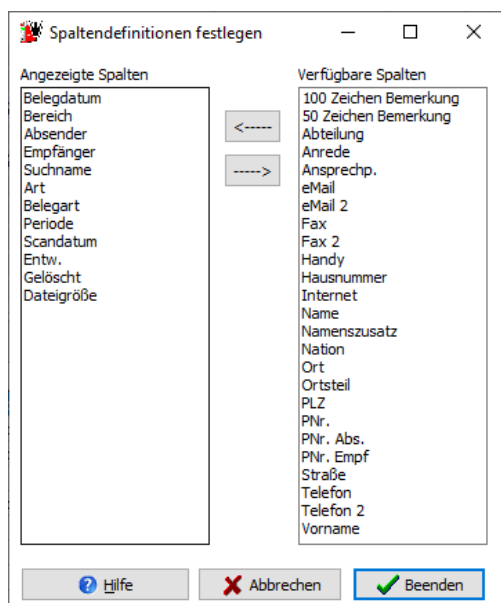 Spaltendefinitionen festlegen
Angezeigte Spalten
Belegdatum
Bereich
Absender
Empfänger
Suchname
Art
Belegart
Periode
Scandatum
Entw.
Gelöscht
Dateigröße
<-----
----->
Verfügbare Spalten
100 Zeichen Bemerkung
50 Zeichen Bemerkung
Abteilung
Anrede
Ansprechp.
eMail
eMail 2
Fax
Fax 2
Handy
Hausnummer
Internet
Name
Namenszusatz
Nation
Ort
Ortsteil
PLZ
PNr.
PNr. Abs.
PNr. Empf
Straße
Telefon
Telefon 2
Vorname
Hilfe
Abbrechen
Beenden